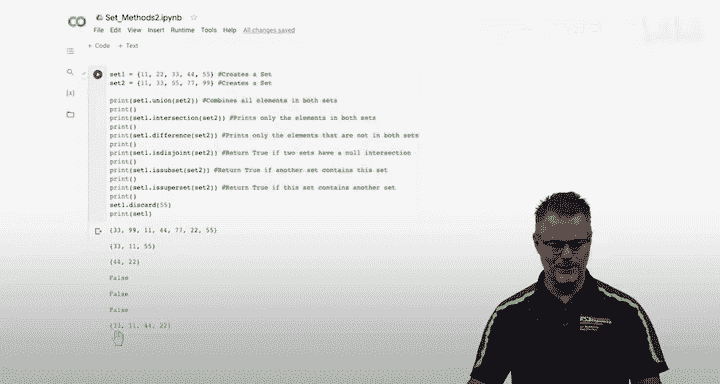 Set_Methods2.ipynb
File Edit View Insert Runtime Tools Help All changes saved
+ Code + Text
set1 = {11, 22, 33, 44, 55} #Creates a Set
set2 = {11, 33, 55, 77, 99} #Creates a Set
print(set1.union(set2)) #Combines all elements in both sets
print()
print(set1.intersection(set2)) #Prints only the elements in both sets
print()
print(set1.difference(set2)) #Prints only the elements that are not in both sets
print()
print(set1.isdisjoint(set2)) #Return True if two sets have a null intersection
print()
print(set1.issubset(set2)) #Return True if another set contains this set
print()
print(set1.issuperset(set2)) #Return True if this set contains another set
print()
set1.discard(55)
print(set1)
{33, 99, 11, 44, 77, 22, 55}
{33, 11, 55}
{44, 22}
False
False
False
{33, 11, 44, 22}